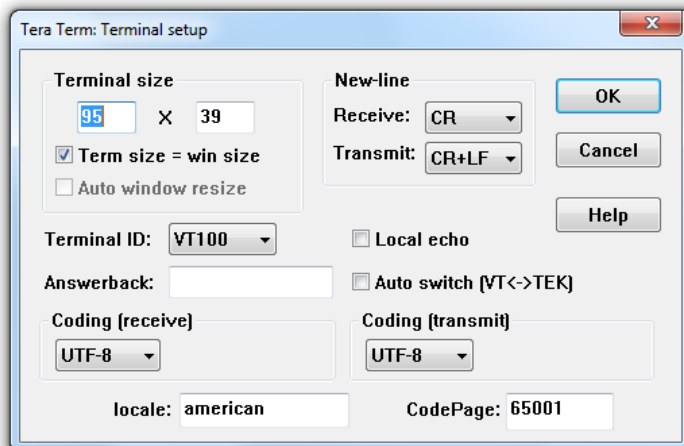 Tera Term: Terminal setup
Terminal size
95 X 39
Term size = win size
Auto window resize
New-line
Receive: CR
Transmit: CR+LF
OK
Cancel
Help
Terminal ID: VT100
Local echo
Answerback:
Auto switch (VT<->TEK)
Coding (receive)
UTF-8
Coding (transmit)
UTF-8
locale: american
CodePage: 65001